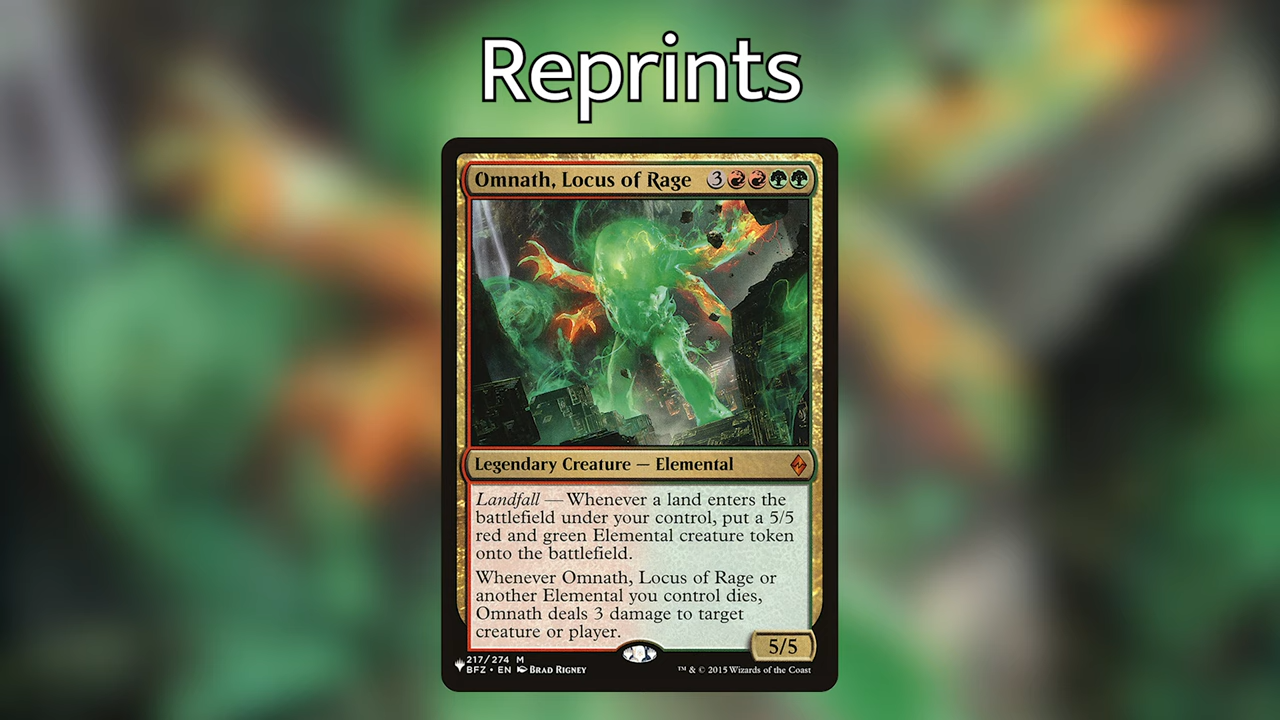 Reprints
Omnath, Locus of Rage 3
Legendary Creature — Elemental
Landfall — Whenever a land enters the
battlefield under your control, put a 5/5
red and green Elemental creature token
onto the battlefield.
Whenever Omnath, Locus of Rage or
another Elemental you control dies,
Omnath deals 3 damage to target
creature or player.
5/5
217/274 M
BFZ • EN Brad Rigney
™ & © 2015 Wizards of the Coast